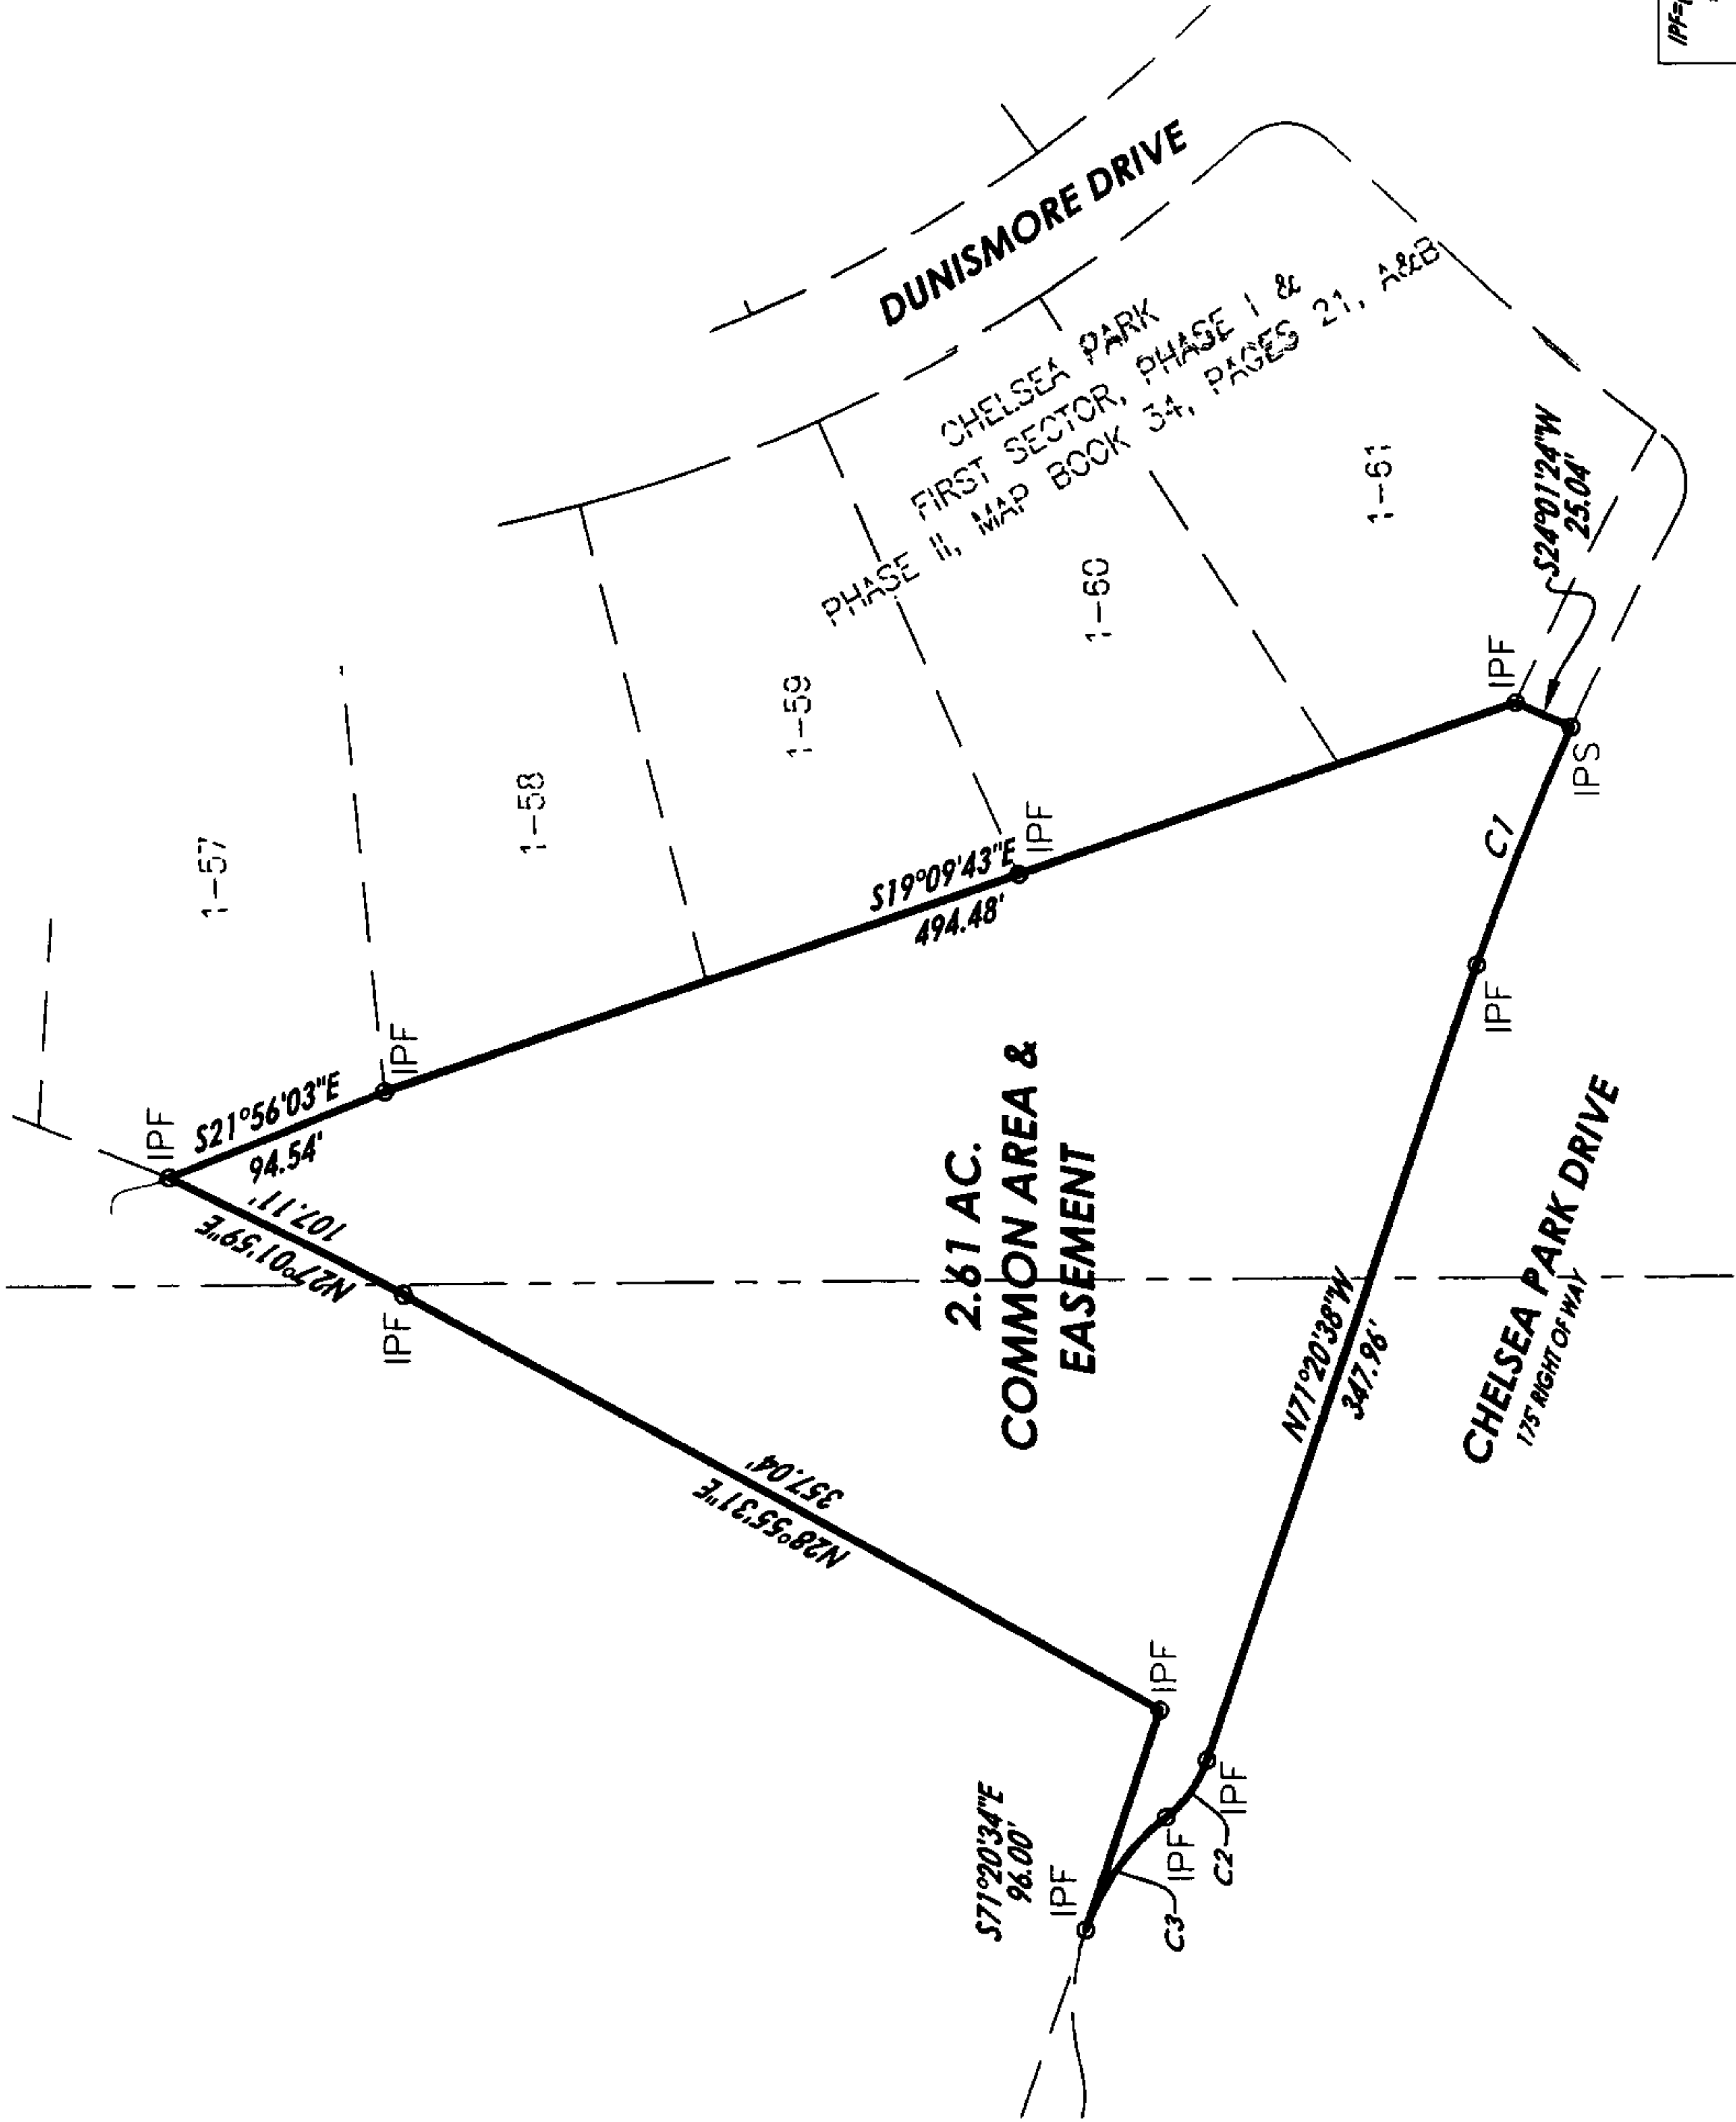 IPF
S21°56'03"E
94.54'
107.11'
N27°01'59"E
IPF
IPF
1-57
1-58
1-59
1-60
1-61
DUNISMORE DRIVE
CHELSEA PARK
FIRST SECTOR, PHASE I &
PHASE II, MAP BOOK 34, PAGES 21, A&B
S19°09'43"E
494.48'
IPF
357.04'
N28°55'31"E
2.61 AC.
COMMON AREA &
EASEMENT
S24°01'24"W
25.04'
IPF
IPS
C1
IPF
N71°20'38"W
347.96'
CHELSEA PARK DRIVE
175' RIGHT OF WAY
IPF
S71°20'34"E
96.00'
IPF
IPF
IPF
C2
C3